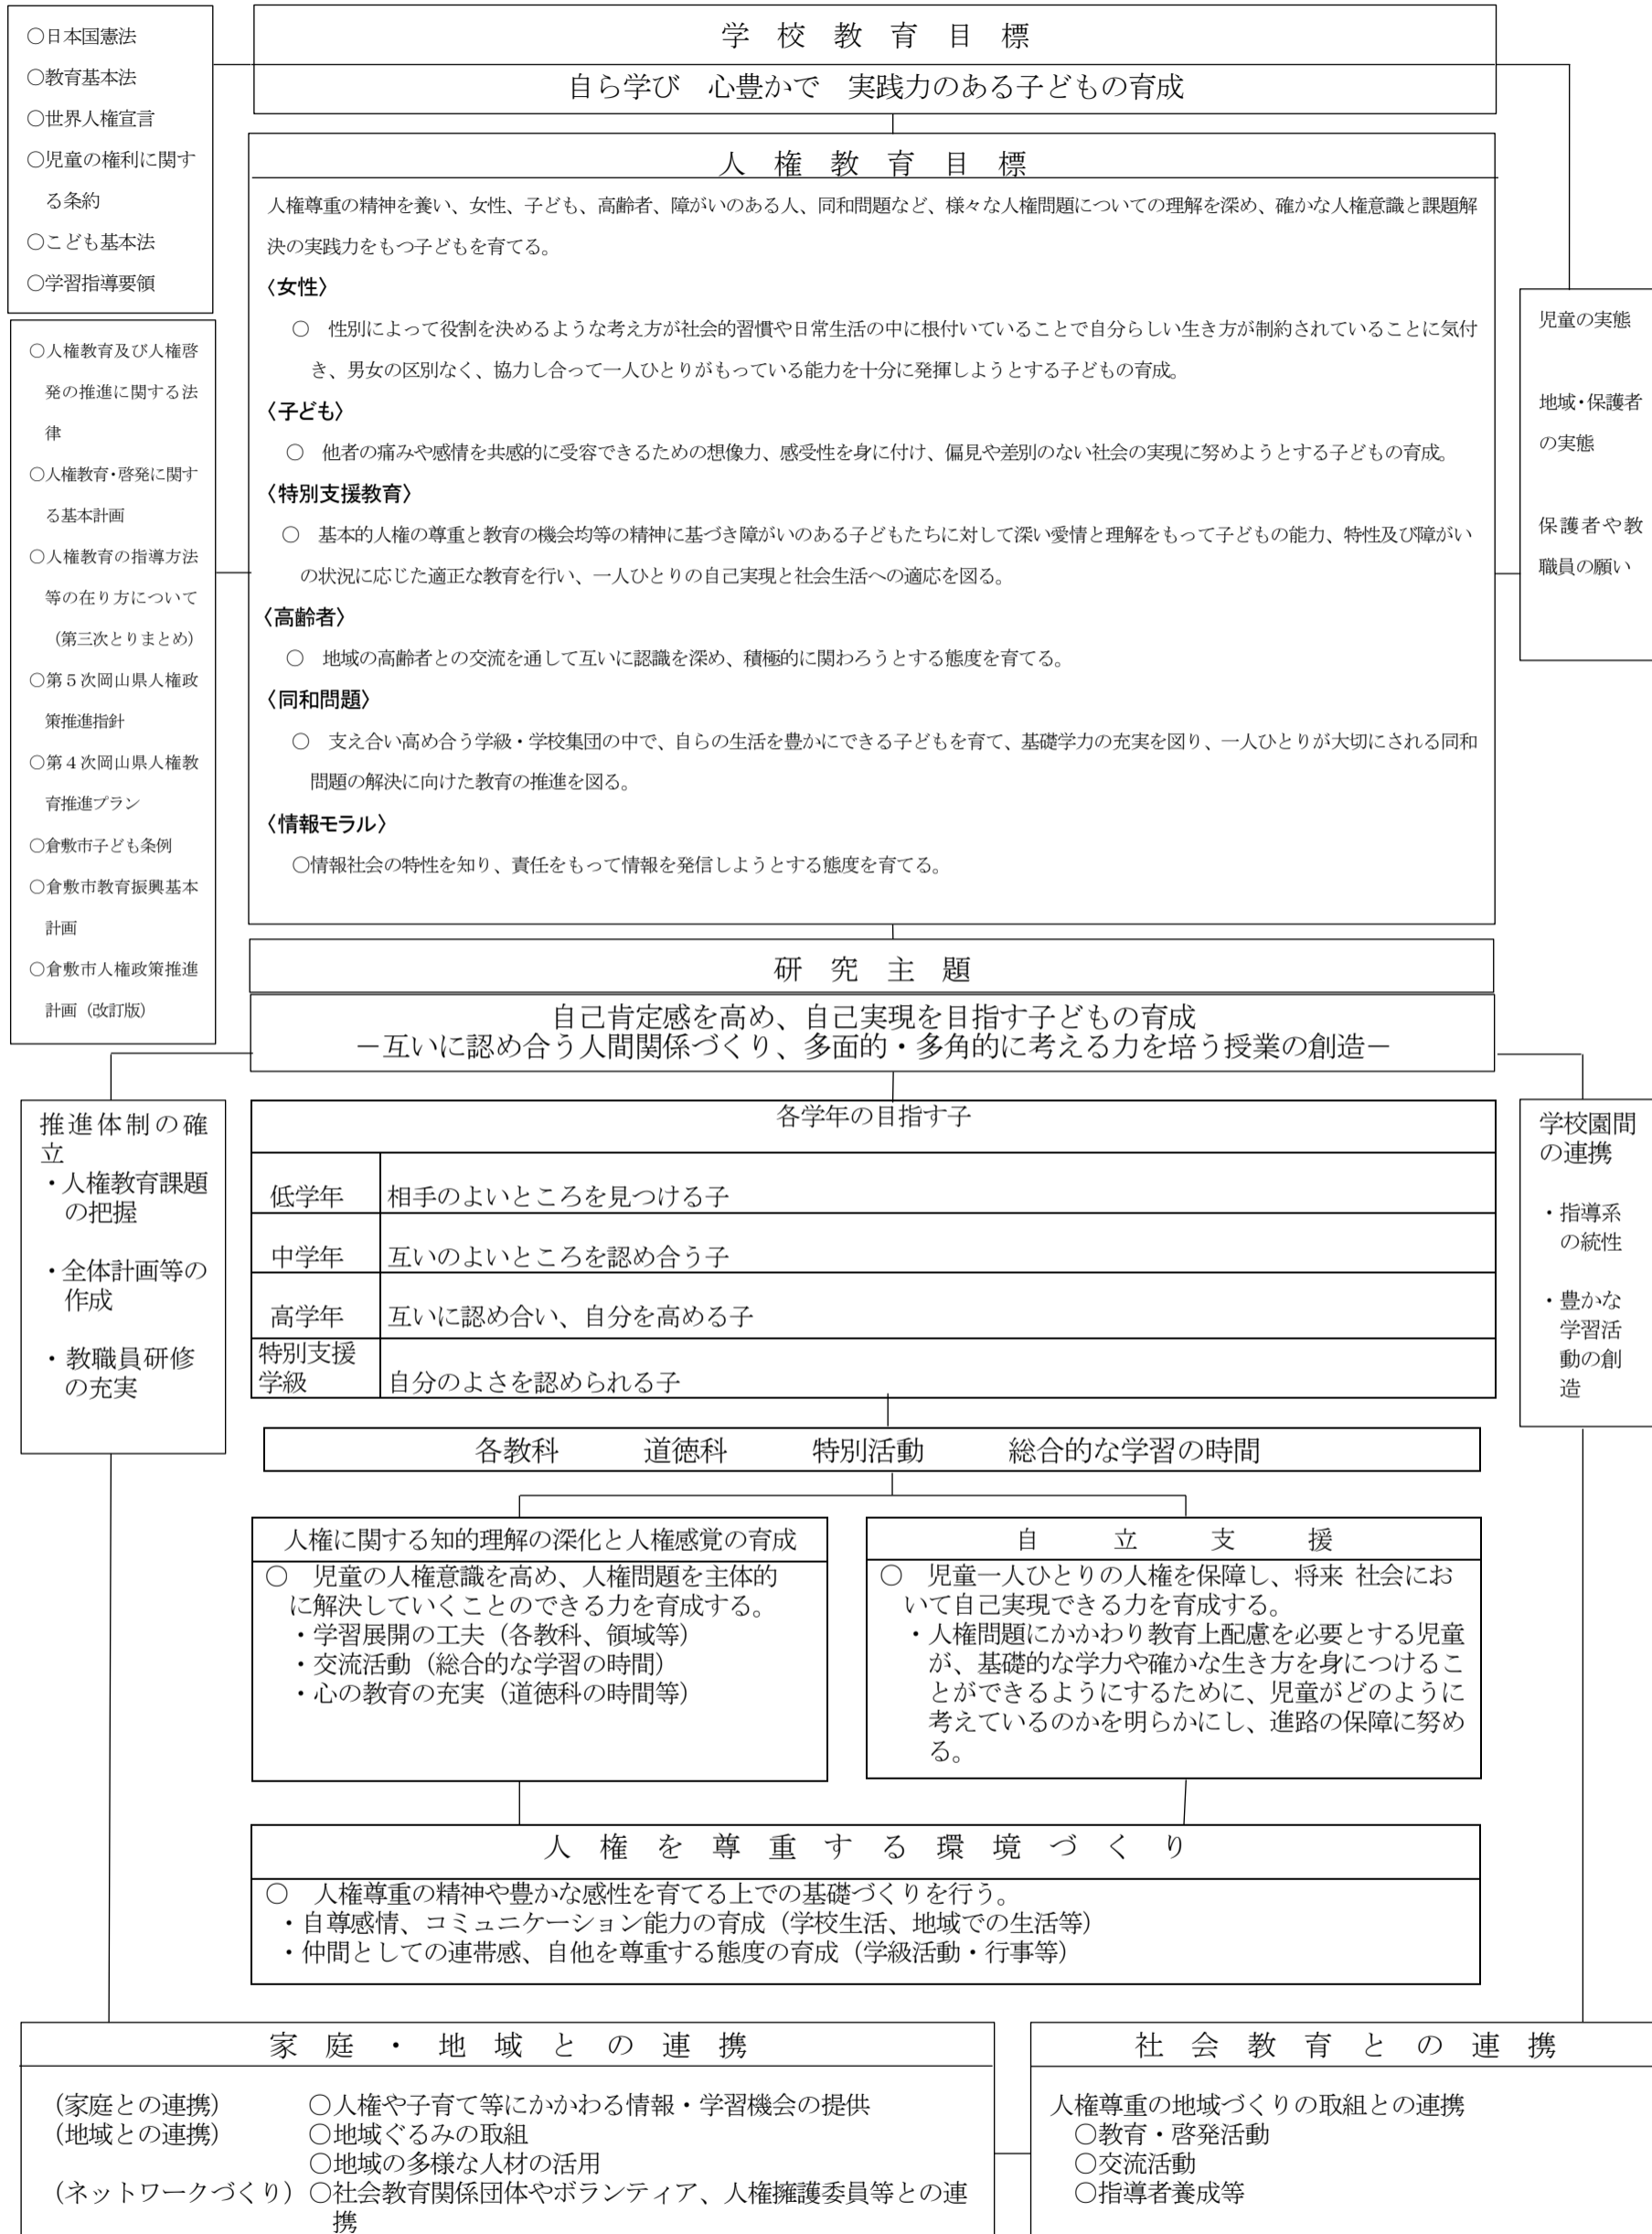 ○日本国憲法
○教育基本法
○世界人権宣言
○児童の権利に関す
る条約
○こども基本法
○学習指導要領
学 校 教 育 目 標
自ら学び 心豊かで 実践力のある子どもの育成
○人権教育及び人権啓
発の推進に関する法
律
○人権教育・啓発に関す
る基本計画
○人権教育の指導方法
等の在り方について
（第三次とりまとめ）
○第５次岡山県人権政
策推進指針
○第４次岡山県人権教
育推進プラン
○倉敷市子ども条例
○倉敷市教育振興基本
計画
○倉敷市人権政策推進
計画（改訂版）
人 権 教 育 目 標
人権尊重の精神を養い、女性、子ども、高齢者、障がいのある人、同和問題など、様々な人権問題についての理解を深め、確かな人権意識と課題解
決の実践力をもつ子どもを育てる。
〈女性〉
○ 性別によって役割を決めるような考え方が社会的習慣や日常生活の中に根付いていることで自分らしい生き方が制約されていることに気付
き、男女の区別なく、協力し合って一人ひとりがもっている能力を十分に発揮しようとする子どもの育成。
〈子ども〉
○ 他者の痛みや感情を共感的に受容できるための想像力、感受性を身に付け、偏見や差別のない社会の実現に努めようとする子どもの育成。
〈特別支援教育〉
○ 基本的人権の尊重と教育の機会均等の精神に基づき障がいのある子どもたちに対して深い愛情と理解をもって子どもの能力、特性及び障がい
の状況に応じた適正な教育を行い、一人ひとりの自己実現と社会生活への適応を図る。
〈高齢者〉
○ 地域の高齢者との交流を通して互いに認識を深め、積極的に関わろうとする態度を育てる。
〈同和問題〉
○ 支え合い高め合う学級・学校集団の中で、自らの生活を豊かにできる子どもを育て、基礎学力の充実を図り、一人ひとりが大切にされる同和
問題の解決に向けた教育の推進を図る。
〈情報モラル〉
○情報社会の特性を知り、責任をもって情報を発信しようとする態度を育てる。
児童の実態
地域・保護者
の実態
保護者や教
職員の願い
研 究 主 題
自己肯定感を高め、自己実現を目指す子どもの育成
－互いに認め合う人間関係づくり、多面的・多角的に考える力を培う授業の創造－
推進体制の確
立
・人権教育課題
の把握
・全体計画等の
作成
・教職員研修
の充実
各学年の目指す子
低学年 相手のよいところを見つける子
中学年 互いのよいところを認め合う子
高学年 互いに認め合い、自分を高める子
特別支援
学級 自分のよさを認められる子
学校園間
の連携
・指導系
の統性
・豊かな
学習活
動の創
造
各教科 道徳科 特別活動 総合的な学習の時間
人権に関する知的理解の深化と人権感覚の育成
○ 児童の人権意識を高め、人権問題を主体的
に解決していくことのできる力を育成する。
・学習展開の工夫（各教科、領域等）
・交流活動（総合的な学習の時間）
・心の教育の充実（道徳科の時間等）
自 立 支 援
○ 児童一人ひとりの人権を保障し、将来 社会にお
いて自己実現できる力を育成する。
・人権問題にかかわり教育上配慮を必要とする児童
が、基礎的な学力や確かな生き方を身につけるこ
とができるようにするために、児童がどのように
考えているのかを明らかにし、進路の保障に努め
る。
人 権 を 尊 重 す る 環 境 づ く り
○ 人権尊重の精神や豊かな感性を育てる上での基礎づくりを行う。
・自尊感情、コミュニケーション能力の育成（学校生活、地域での生活等）
・仲間としての連帯感、自他を尊重する態度の育成（学級活動・行事等）
家 庭 ・ 地 域 と の 連 携
（家庭との連携） ○人権や子育て等にかかわる情報・学習機会の提供
（地域との連携） ○地域ぐるみの取組
○地域の多様な人材の活用
（ネットワークづくり）○社会教育関係団体やボランティア、人権擁護委員等との連
携
社 会 教 育 と の 連 携
人権尊重の地域づくりの取組との連携
○教育・啓発活動
○交流活動
○指導者養成等